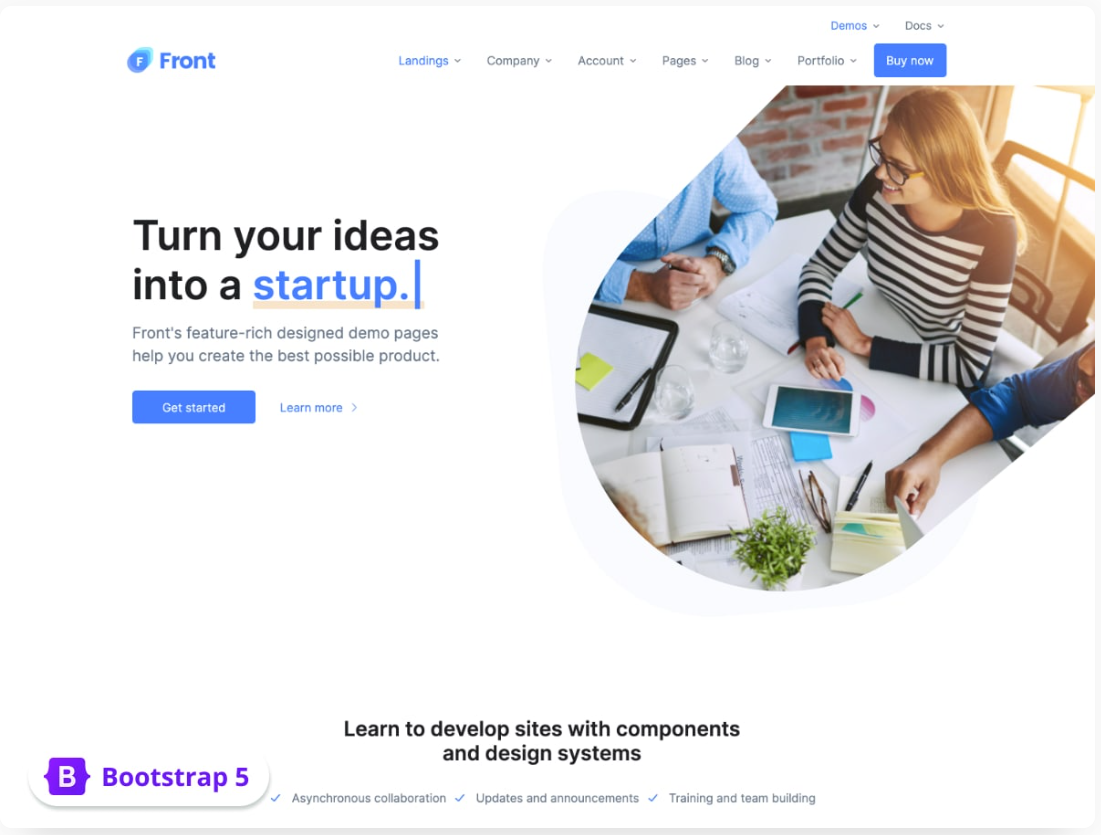 Demos Docs
F Front
Landings Company Account Pages Blog Portfolio Buy now
Turn your ideas
into a startup.
Front's feature-rich designed demo pages
help you create the best possible product.
Get started Learn more
Learn to develop sites with components
and design systems
B Bootstrap 5
Asynchronous collaboration Updates and announcements Training and team building